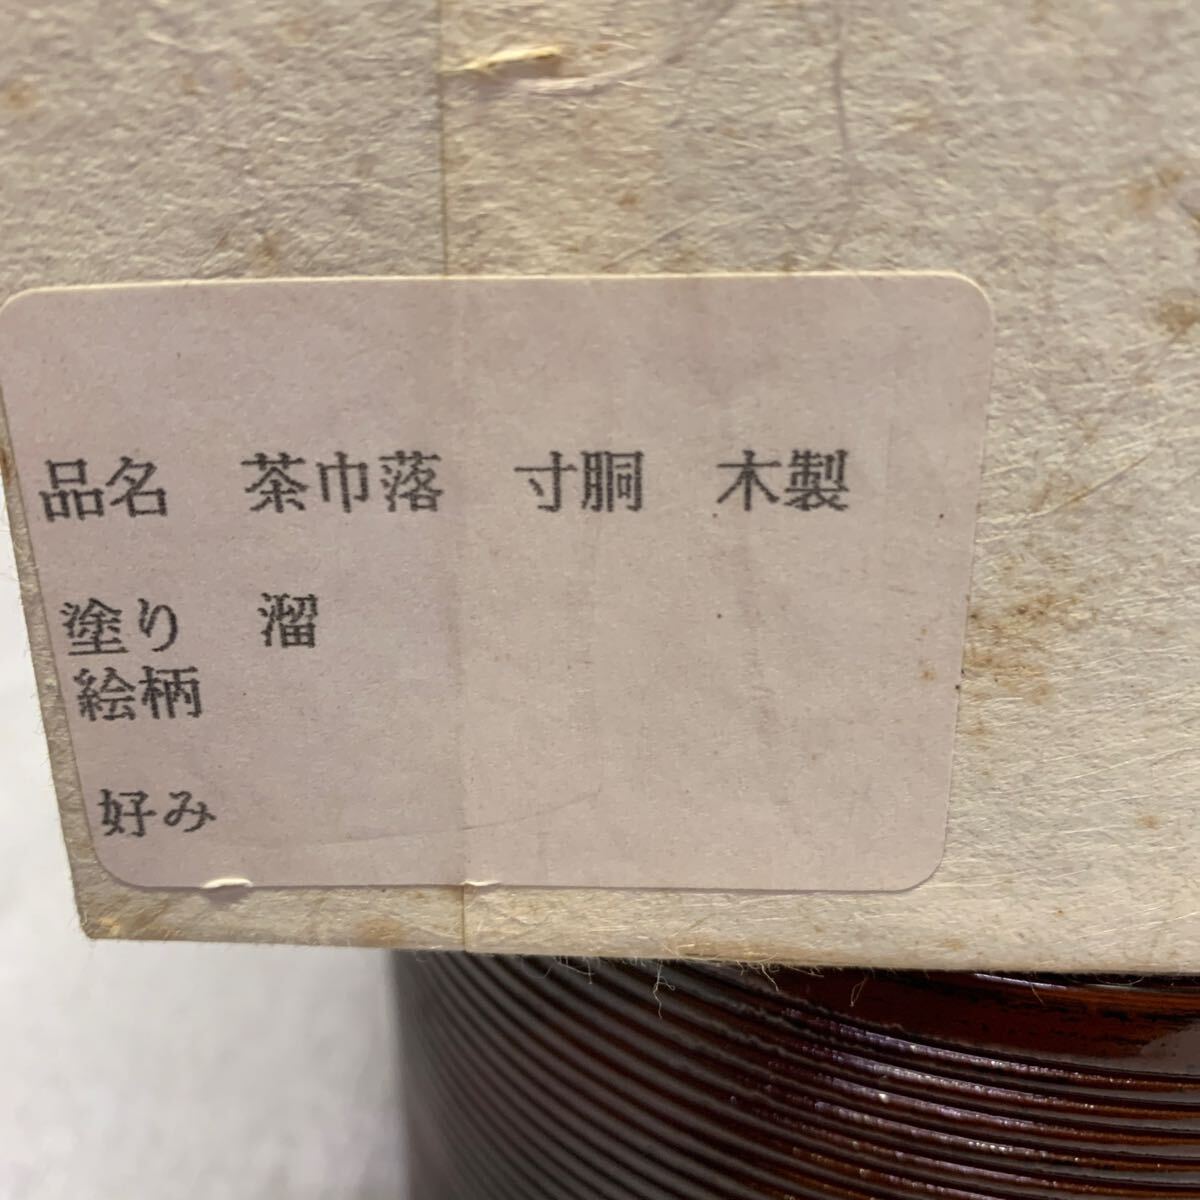 品名　茶巾落　寸胴　木製
塗り　溜
絵柄
好み